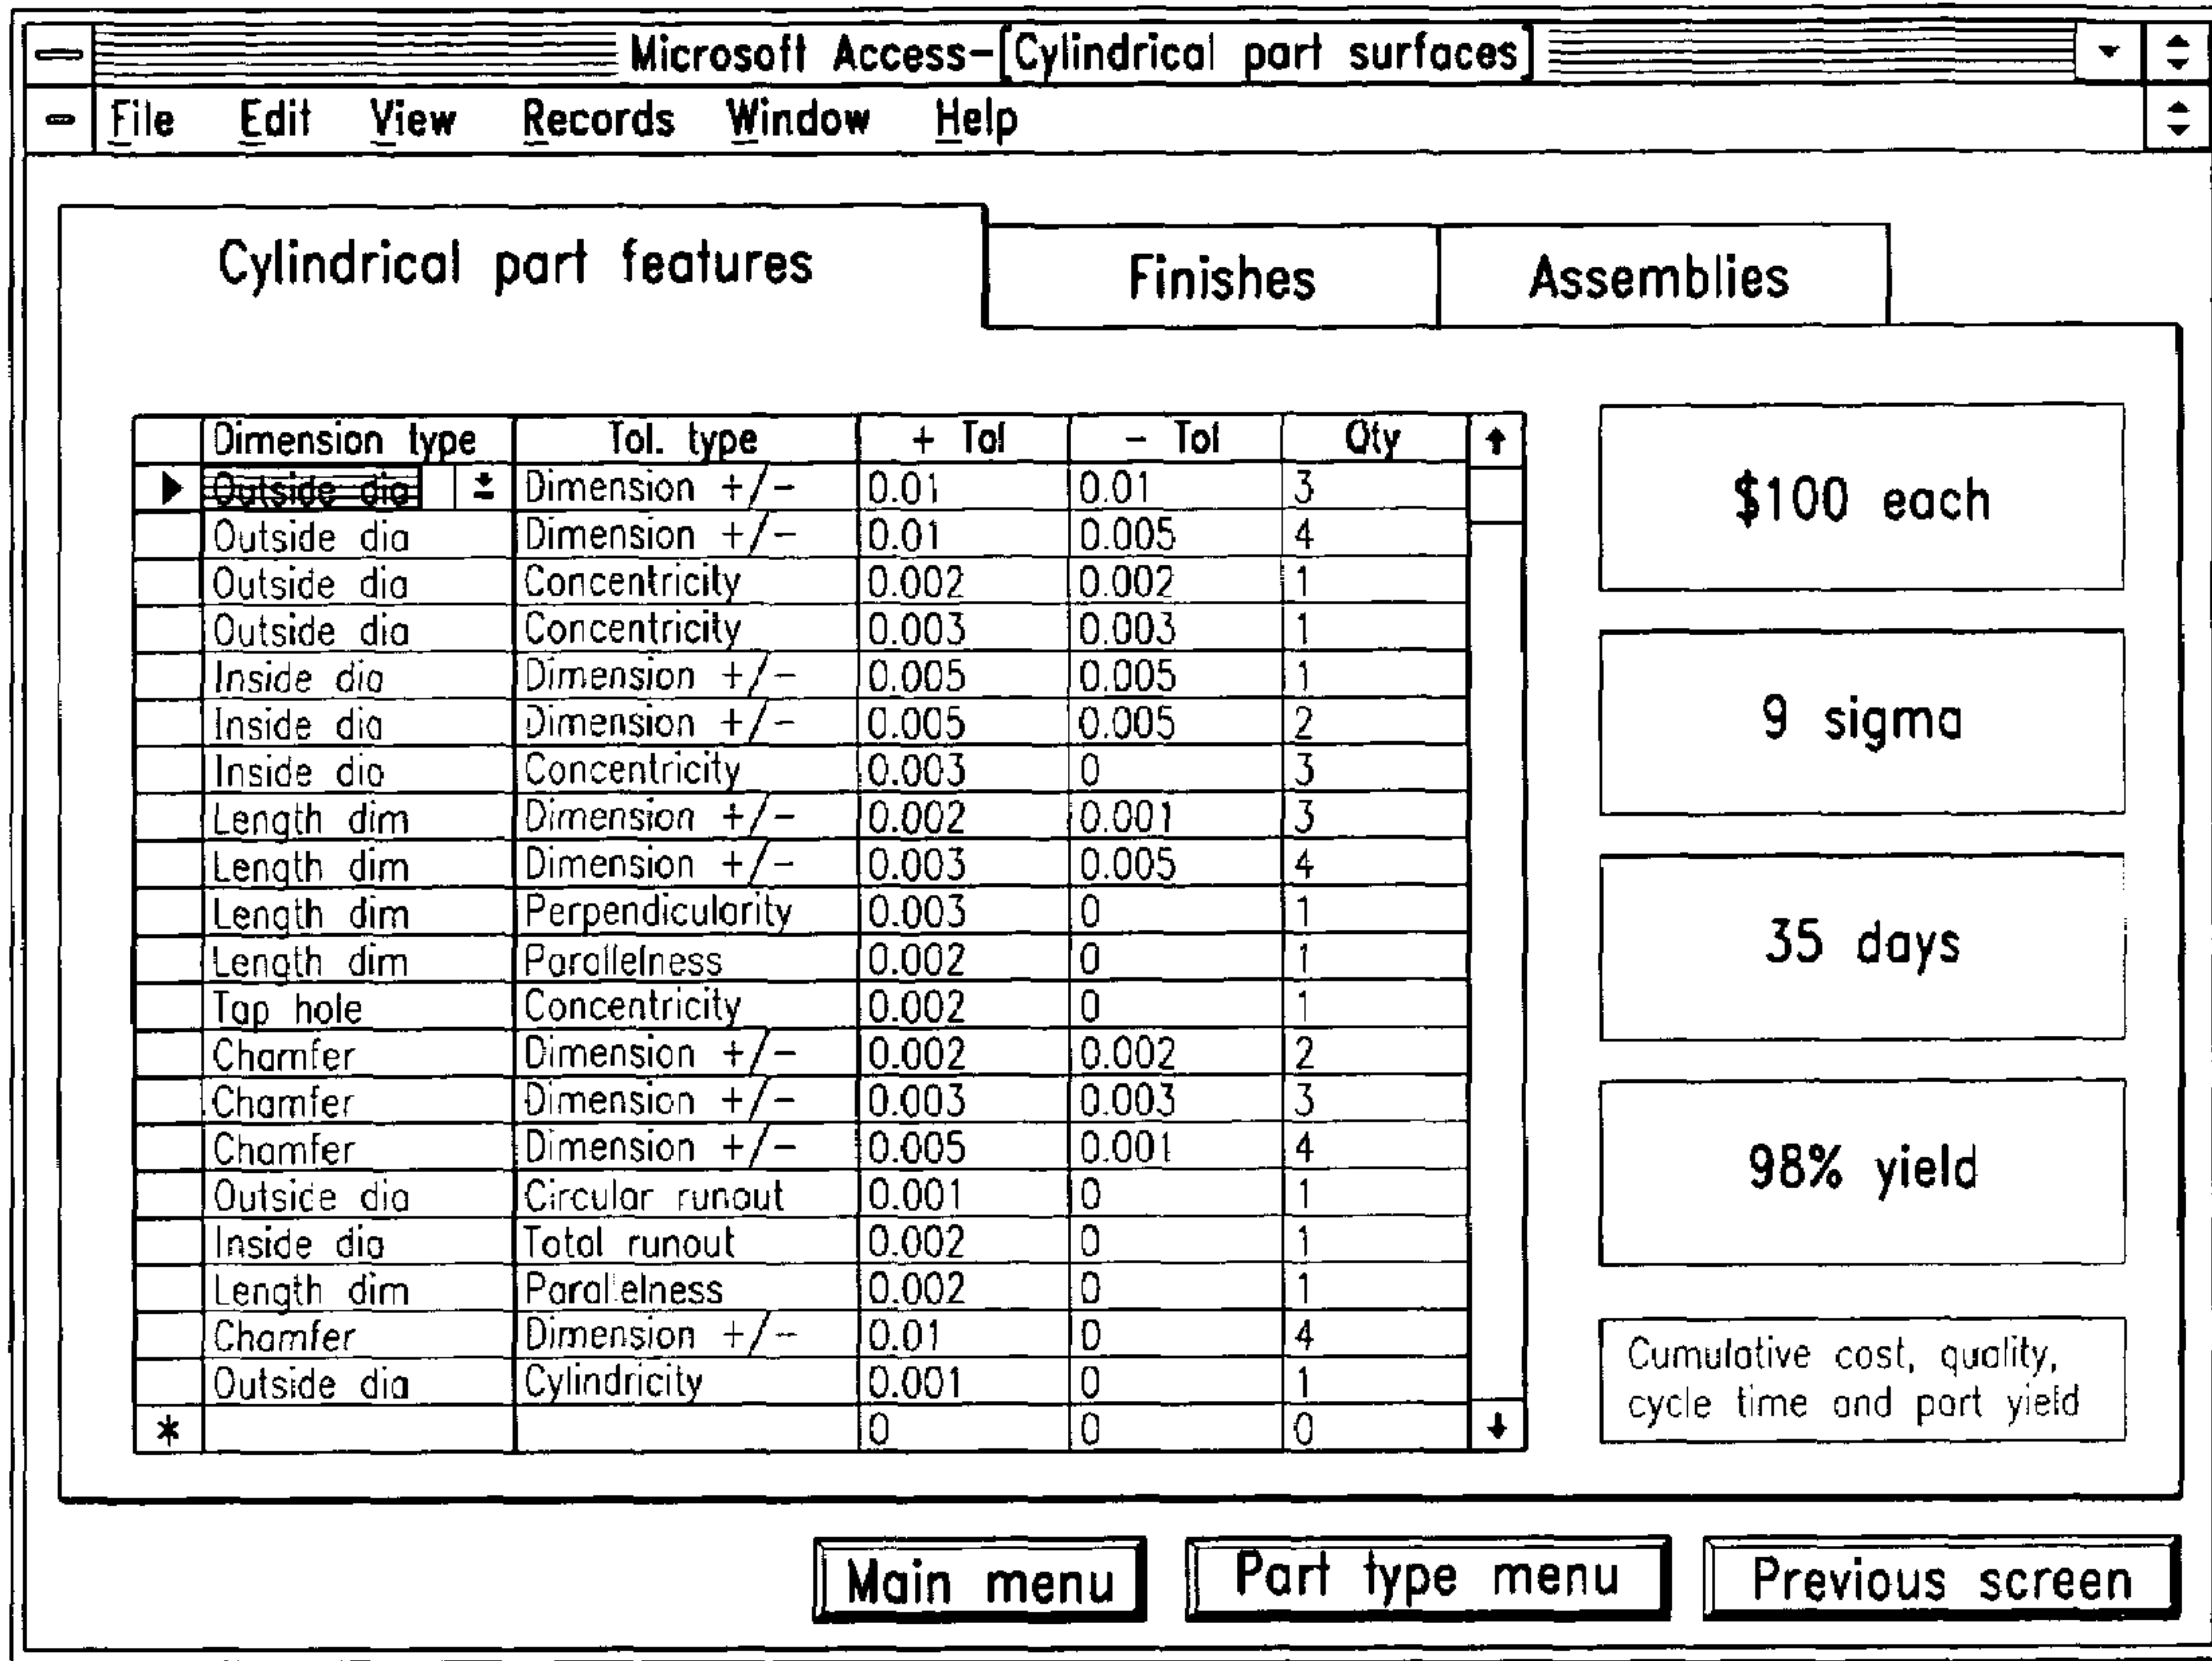 Microsoft Access-[Cylindrical part surfaces]
File Edit View Records Window Help
Cylindrical part features Finishes Assemblies
Dimension type Tol. type + Tol - Tol Qty
Outside dia Dimension +/- 0.01 0.01 3
Outside dia Dimension +/- 0.01 0.005 4
Outside dia Concentricity 0.002 0.002 1
Outside dia Concentricity 0.003 0.003 1
Inside dia Dimension +/- 0.005 0.005 1
Inside dia Dimension +/- 0.005 0.005 2
Inside dia Concentricity 0.003 0 3
Length dim Dimension +/- 0.002 0.001 3
Length dim Dimension +/- 0.003 0.005 4
Length dim Perpendicularity 0.003 0 1
Length dim Parallelness 0.002 0 1
Tap hole Concentricity 0.002 0 1
Chamfer Dimension +/- 0.002 0.002 2
Chamfer Dimension +/- 0.003 0.003 3
Chamfer Dimension +/- 0.005 0.001 4
Outside dia Circular runout 0.001 0 1
Inside dia Total runout 0.002 0 1
Length dim Parallelness 0.002 0 1
Chamfer Dimension +/- 0.01 0 4
Outside dia Cylindricity 0.001 0 1
* 0 0 0
$100 each
9 sigma
35 days
98% yield
Cumulative cost, quality,
cycle time and part yield
Main menu Part type menu Previous screen